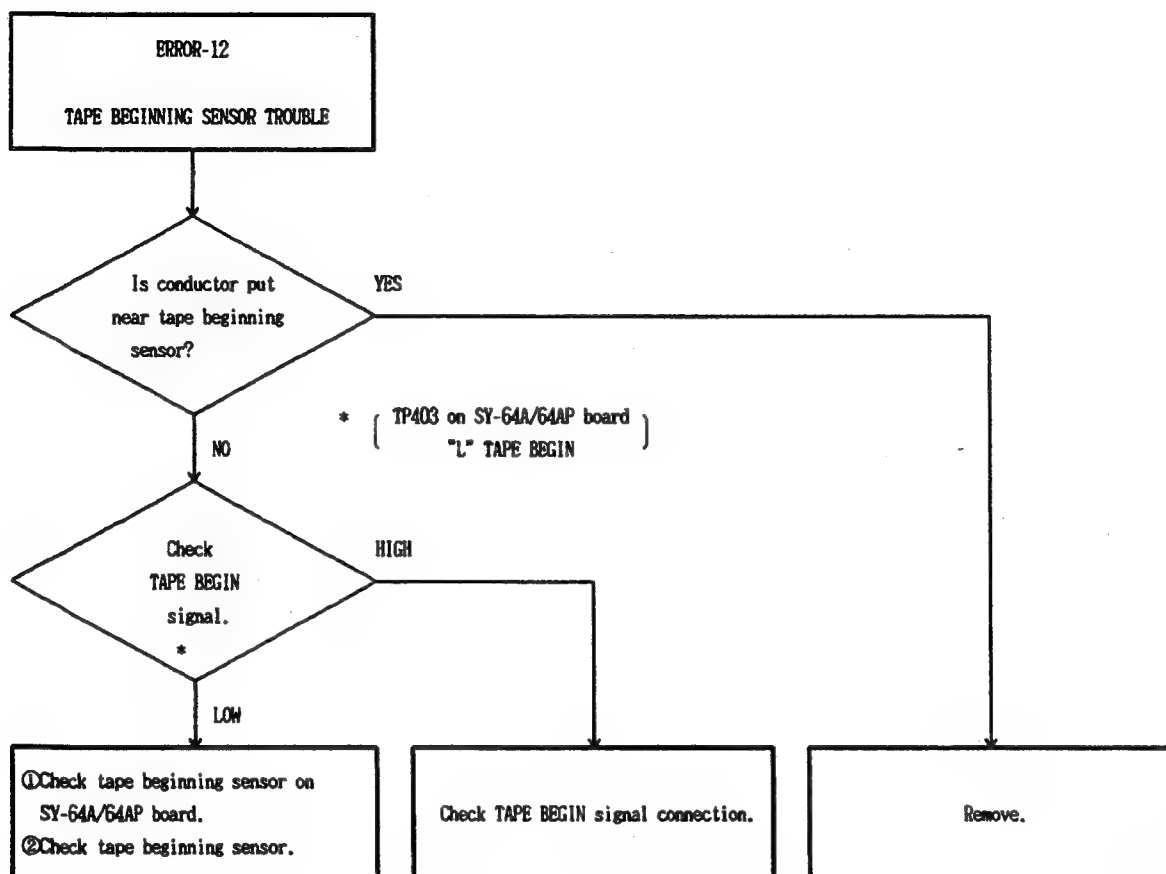 ERROR-12
TAPE BEGINNING SENSOR TROUBLE
Is conductor put
near tape beginning
sensor?
YES
NO
* ( TP403 on SY-64A/64AP board
"L" TAPE BEGIN )
Check
TAPE BEGIN
signal.
*
HIGH
LOW
①Check tape beginning sensor on
SY-64A/64AP board.
②Check tape beginning sensor.
Check TAPE BEGIN signal connection.
Remove.